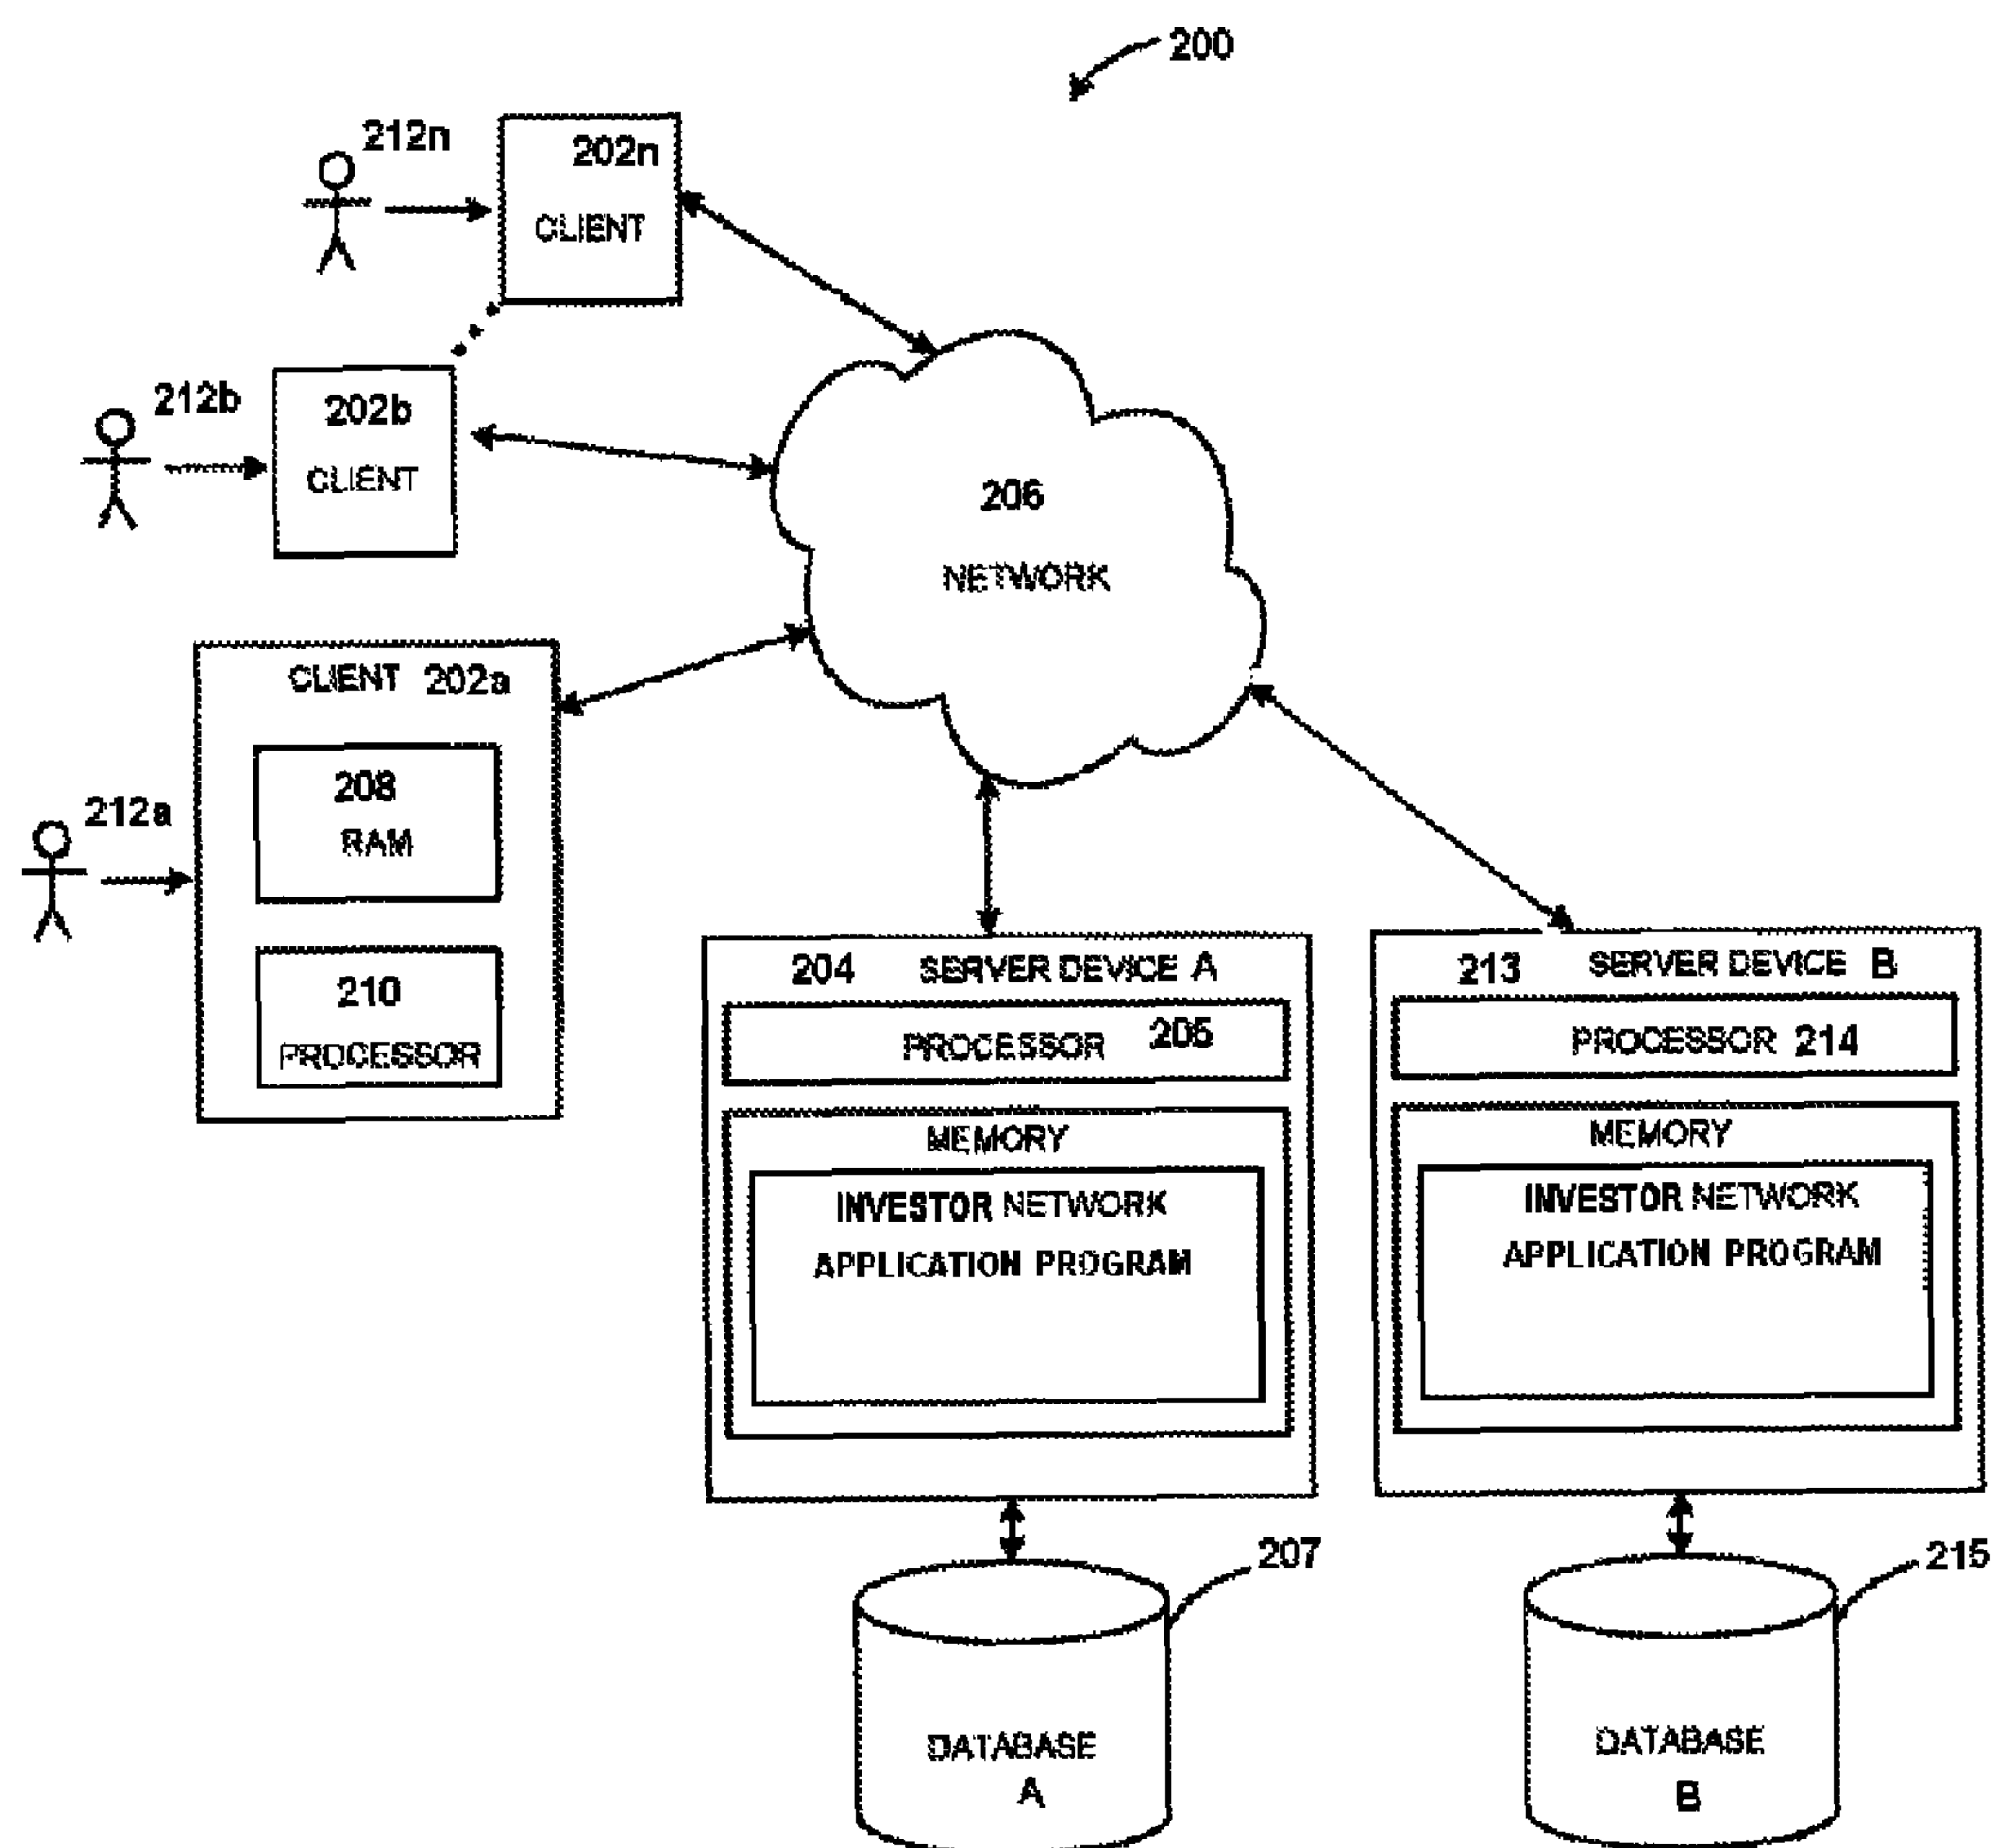 200
212n
202n
CLIENT
212b
202b
CLIENT
206
NETWORK
CLIENT 202a
208
RAM
212a
210
PROCESSOR
204 SERVER DEVICE A
PROCESSOR 205
MEMORY
INVESTOR NETWORK
APPLICATION PROGRAM
213 SERVER DEVICE B
PROCESSOR 214
MEMORY
INVESTOR NETWORK
APPLICATION PROGRAM
207
DATABASE
A
215
DATABASE
B